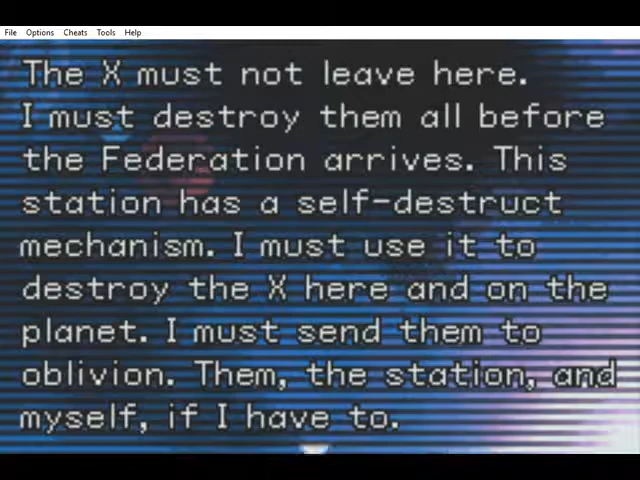 File Options Cheats Tools Help
The X must not leave here.
I must destroy them all before
the Federation arrives. This
station has a self-destruct
mechanism. I must use it to
destroy the X here and on the
planet. I must send them to
oblivion. Them, the station, and
myself, if I have to.